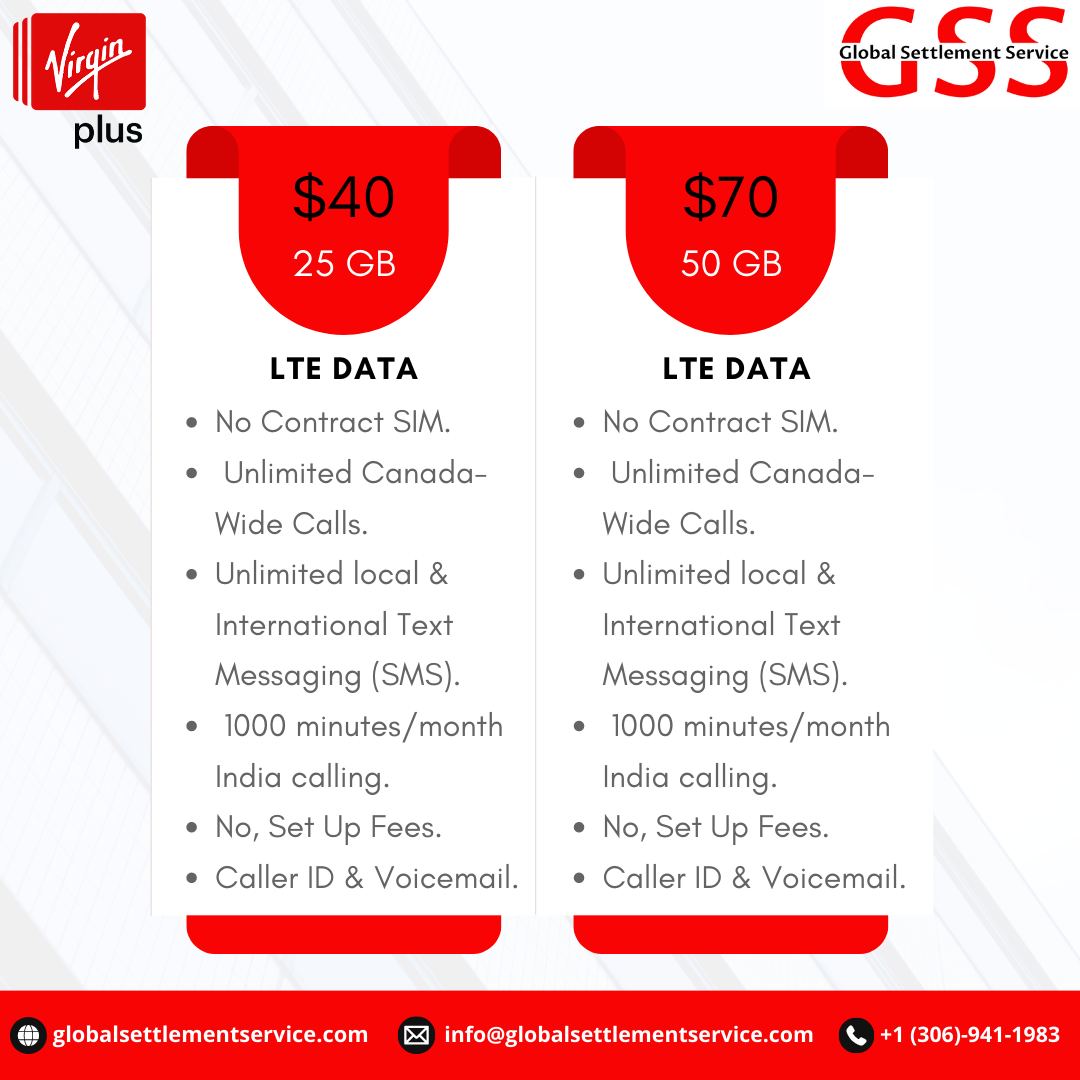 Virgin
plus
GSS
Global Settlement Service
$40
25 GB
LTE DATA
• No Contract SIM.
• Unlimited Canada-
Wide Calls.
• Unlimited local &
International Text
Messaging (SMS).
• 1000 minutes/month
India calling.
• No, Set Up Fees.
• Caller ID & Voicemail.
$70
50 GB
LTE DATA
• No Contract SIM.
• Unlimited Canada-
Wide Calls.
• Unlimited local &
International Text
Messaging (SMS).
• 1000 minutes/month
India calling.
• No, Set Up Fees.
• Caller ID & Voicemail.
globalsettlementservice.com
info@globalsettlementservice.com
+1 (306)-941-1983